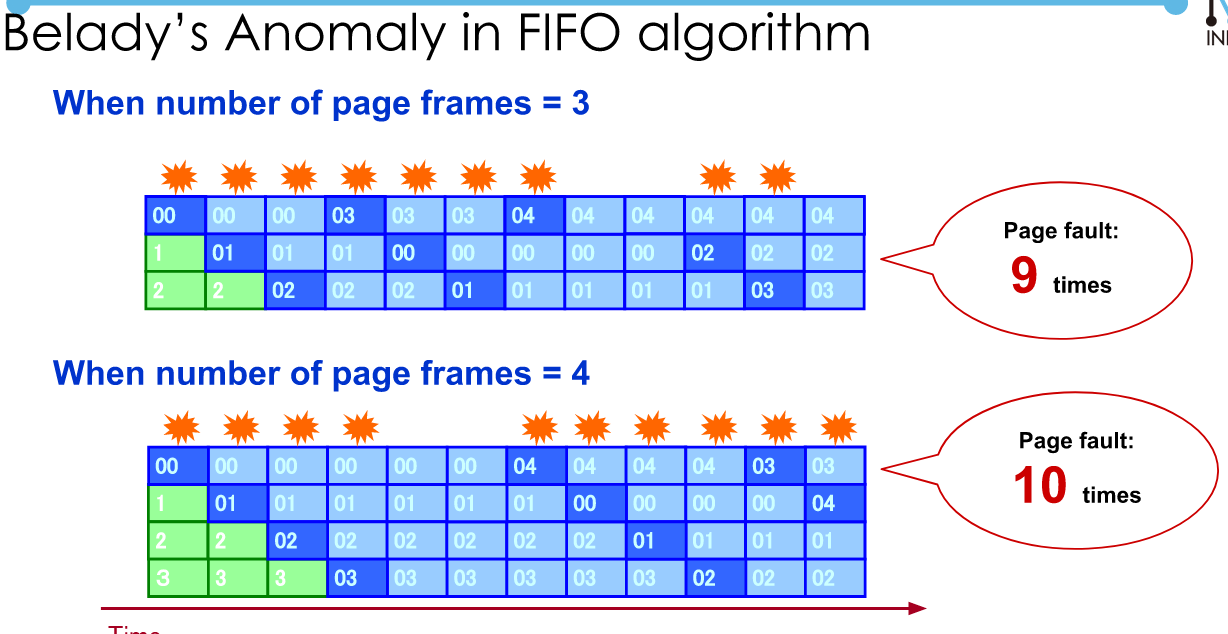 Belady's Anomaly in FIFO algorithm
When number of page frames = 3
00 00 00 03 03 03 04 04 04 04 04 04
1 01 01 01 00 00 00 00 00 02 02 02
2 2 02 02 02 01 01 01 01 01 03 03
Page fault:
9 times
When number of page frames = 4
00 00 00 00 00 00 04 04 04 04 03 03
1 01 01 01 01 01 01 00 00 00 00 04
2 2 02 02 02 02 02 02 01 01 01 01
3 3 3 03 03 03 03 03 03 02 02 02
Page fault:
10 times
Time